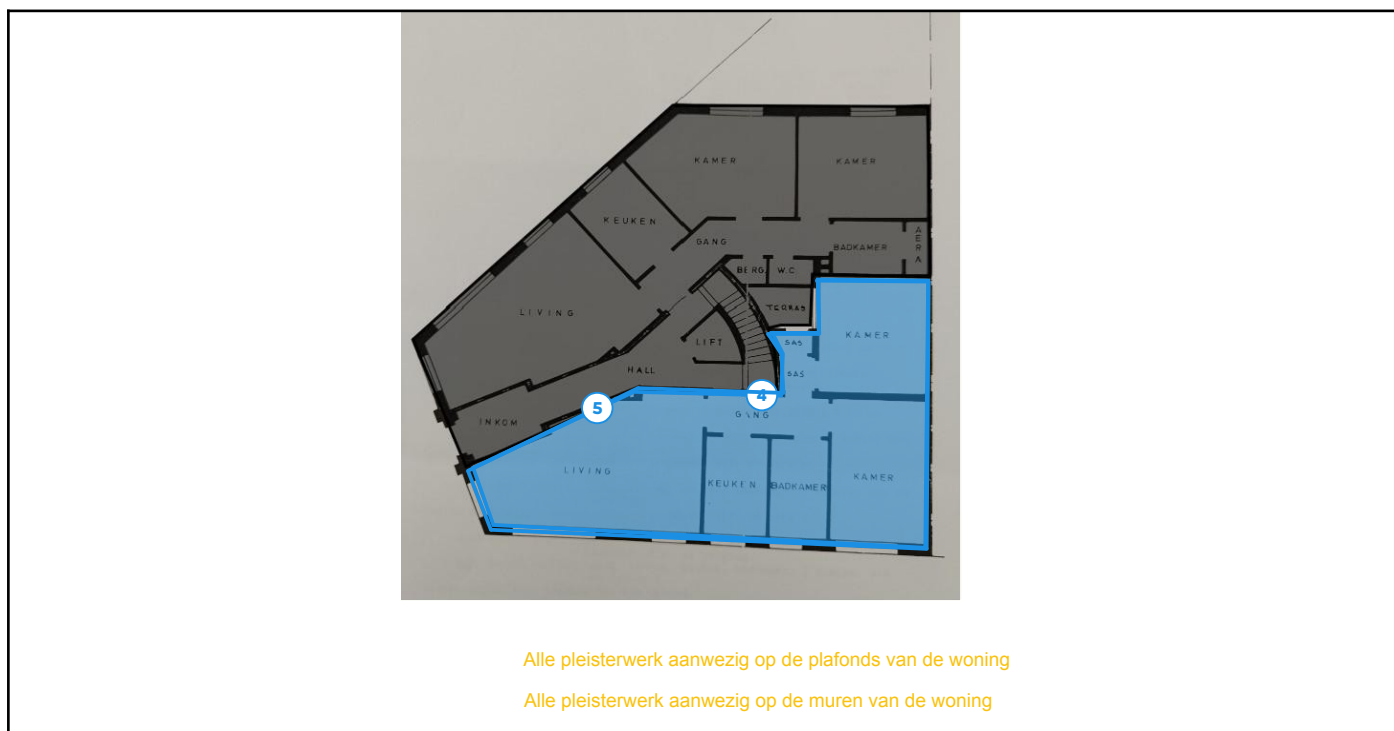 KAMER
KAMER
KEUKEN
GANG
BADKAMER
AERA
BERG.
W.C.
TERRAS
LIVING
LIFT
SAS
KAMER
HALL
SAS
4
5
GANG
INKOM
LIVING
KEUKEN
BADKAMER
KAMER
Alle pleisterwerk aanwezig op de plafonds van de woning
Alle pleisterwerk aanwezig op de muren van de woning